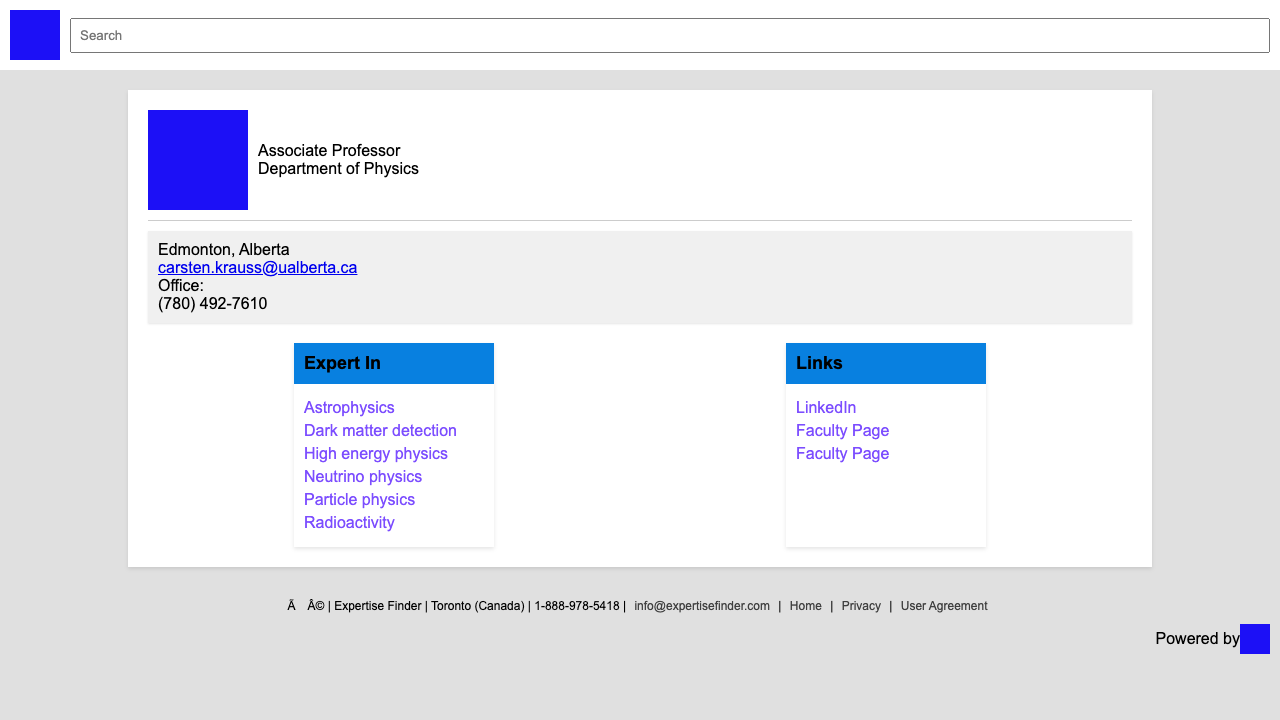 Search
Associate Professor
Department of Physics
Edmonton, Alberta
carsten.krauss@ualberta.ca
Office:
(780) 492-7610
Expert In
Astrophysics
Dark matter detection
High energy physics
Neutrino physics
Particle physics
Radioactivity
Links
LinkedIn
Faculty Page
Faculty Page
Ã Â© | Expertise Finder | Toronto (Canada) | 1-888-978-5418 | info@expertisefinder.com | Home | Privacy | User Agreement
Powered by